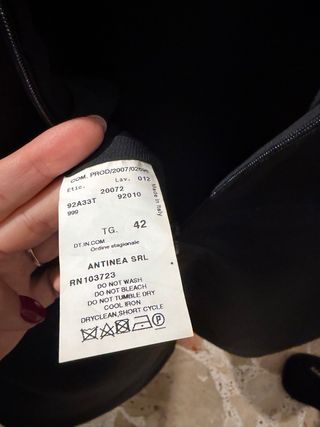 COM. PROD/2007/0269
Lav. 012
Etic. 20072
92A33T 92010
999
Made in Italy
TG. 42
DT.IN.COM
Ordine stagionale
ANTINEA SRL
RN103723
DO NOT WASH
DO NOT BLEACH
DO NOT TUMBLE DRY
COOL IRON
DRYCLEAN,SHORT CYCLE
P